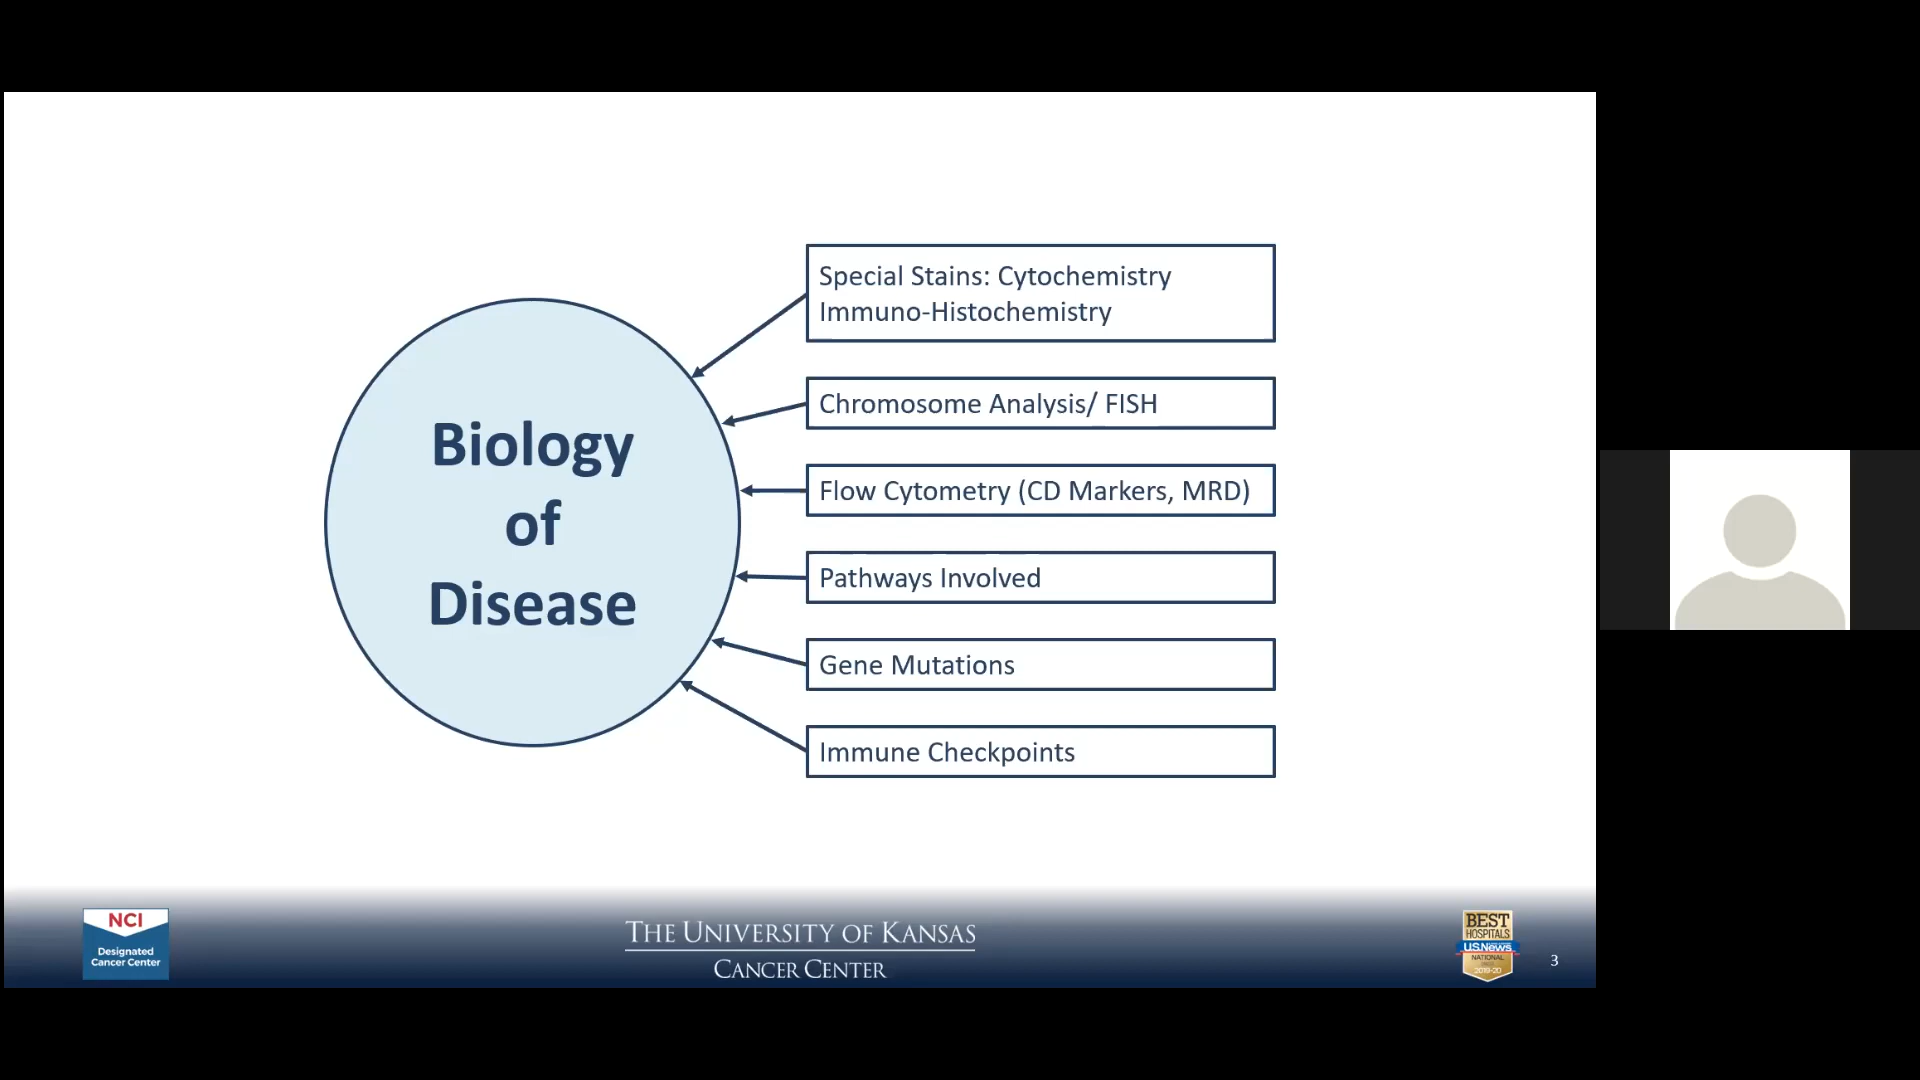 Biology
of
Disease
Special Stains: Cytochemistry
Immuno-Histochemistry
Chromosome Analysis/ FISH
Flow Cytometry (CD Markers, MRD)
Pathways Involved
Gene Mutations
Immune Checkpoints
NCI
Designated
Cancer Center
THE UNIVERSITY OF KANSAS
CANCER CENTER
BEST
HOSPITALS
U.S.News
NATIONAL
2019-20
3